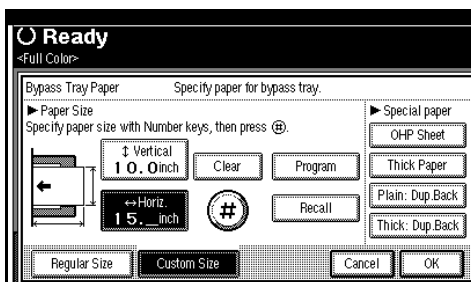 Ready
<Full Color>
Bypass Tray Paper Specify paper for bypass tray.
► Paper Size
Specify paper size with Number keys, then press (#).
↕ Vertical
10.0inch
Clear
Program
↔Horiz.
15._inch
#
Recall
► Special paper
OHP Sheet
Thick Paper
Plain: Dup.Back
Thick: Dup.Back
Regular Size
Custom Size
Cancel
OK